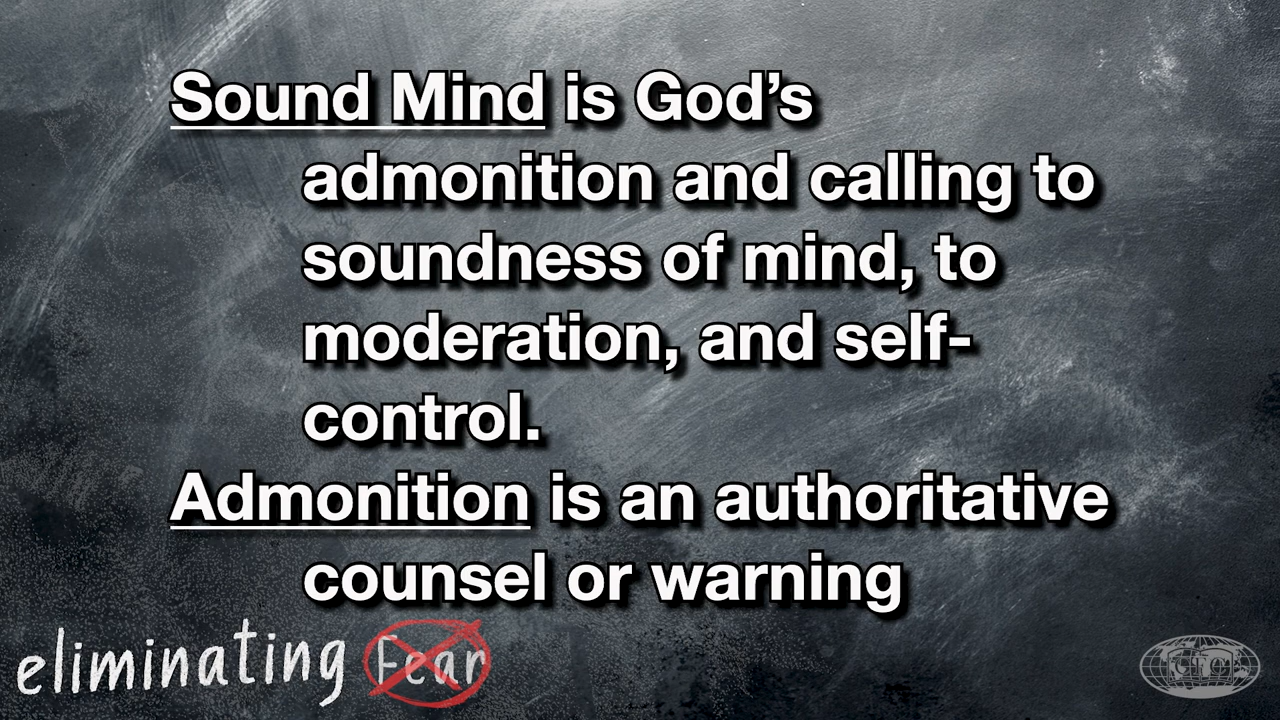 Sound Mind is God’s
admonition and calling to
soundness of mind, to
moderation, and self-
control.
Admonition is an authoritative
counsel or warning
eliminating Fear